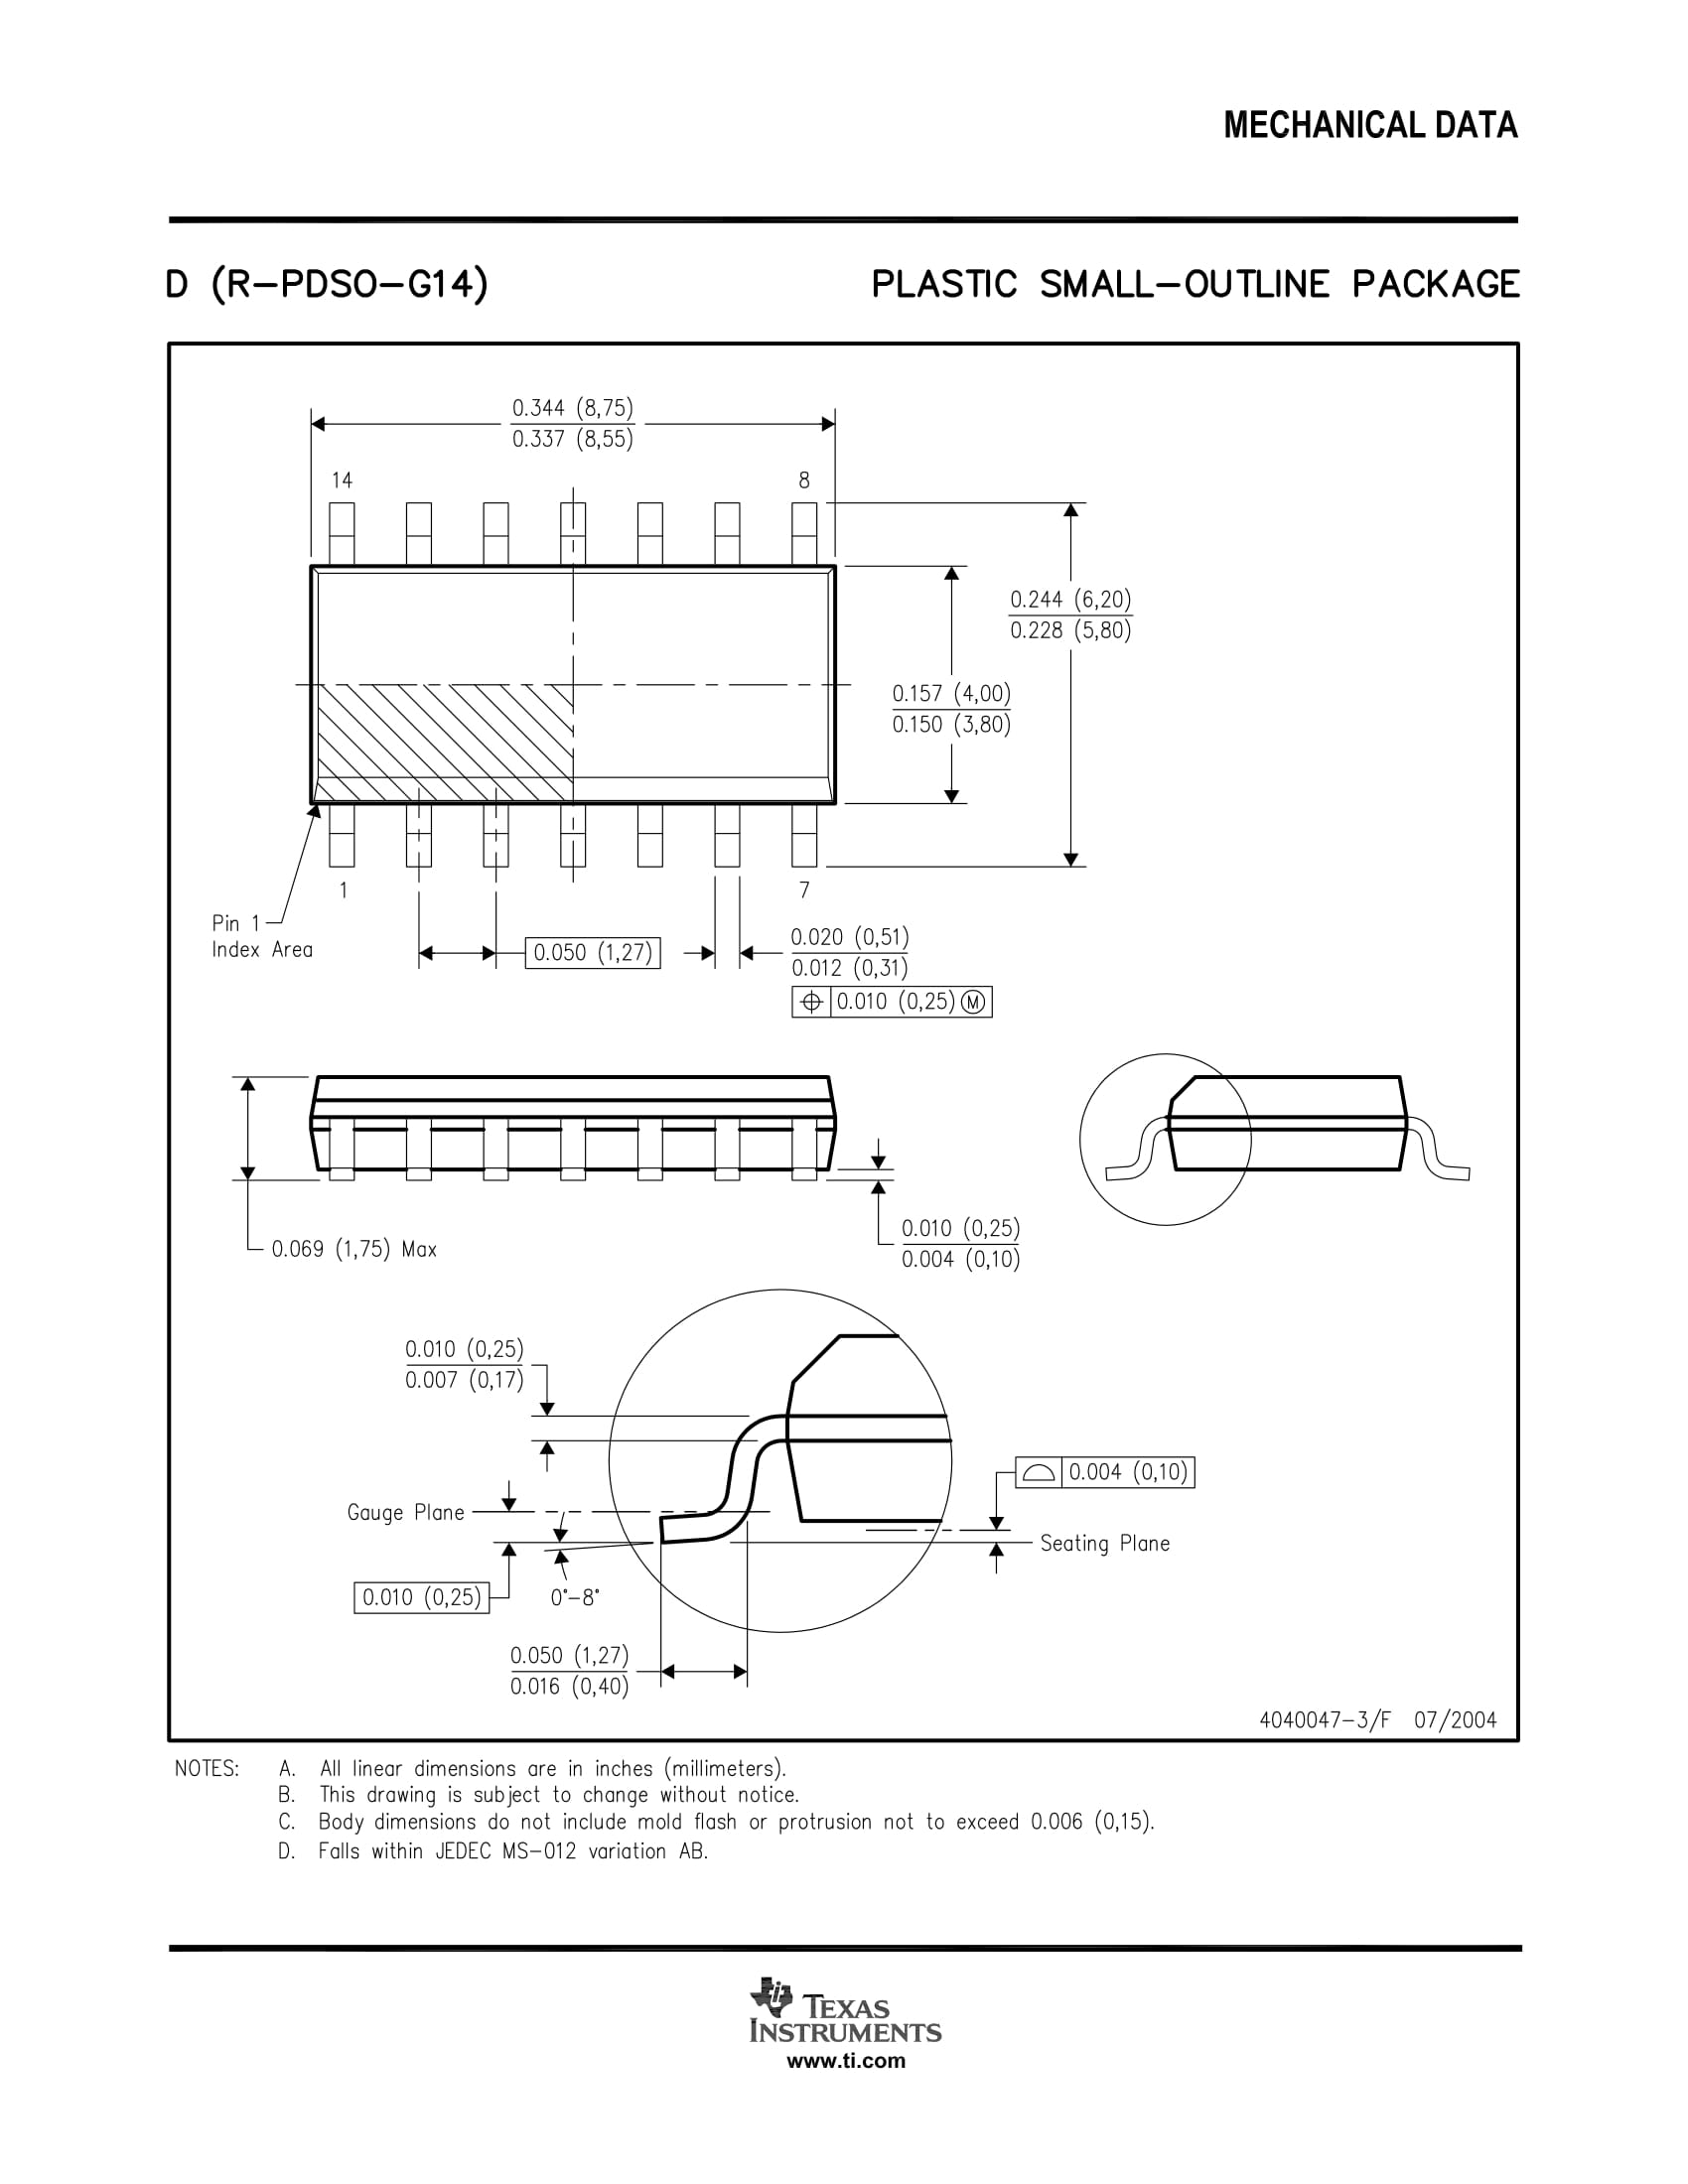 MECHANICAL DATA
D (R-PDSO-G14) PLASTIC SMALL-OUTLINE PACKAGE
0.344 (8,75)
0.337 (8,55)
14 8
0.244 (6,20)
0.228 (5,80)
0.157 (4,00)
0.150 (3,80)
1 7
Pin 1
Index Area
0.050 (1,27)
0.020 (0,51)
0.012 (0,31)
⌖ 0.010 (0,25) Ⓜ
0.069 (1,75) Max
0.010 (0,25)
0.004 (0,10)
0.010 (0,25)
0.007 (0,17)
0.004 (0,10)
Gauge Plane
Seating Plane
0.010 (0,25)
0°-8°
0.050 (1,27)
0.016 (0,40)
4040047-3/F 07/2004
NOTES: A. All linear dimensions are in inches (millimeters).
B. This drawing is subject to change without notice.
C. Body dimensions do not include mold flash or protrusion not to exceed 0.006 (0,15).
D. Falls within JEDEC MS-012 variation AB.
TEXAS
INSTRUMENTS
www.ti.com